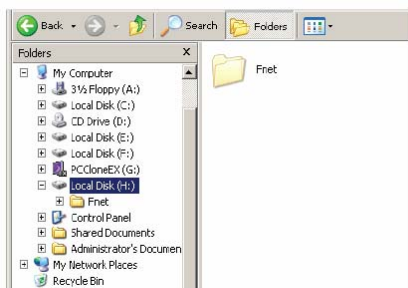 Back
Search
Folders
Folders X
My Computer
3½ Floppy (A:)
Local Disk (C:)
CD Drive (D:)
Local Disk (E:)
Local Disk (F:)
PCCloneEX (G:)
Local Disk (H:)
Fnet
Control Panel
Shared Documents
Administrator's Documen
My Network Places
Recycle Bin
Fnet